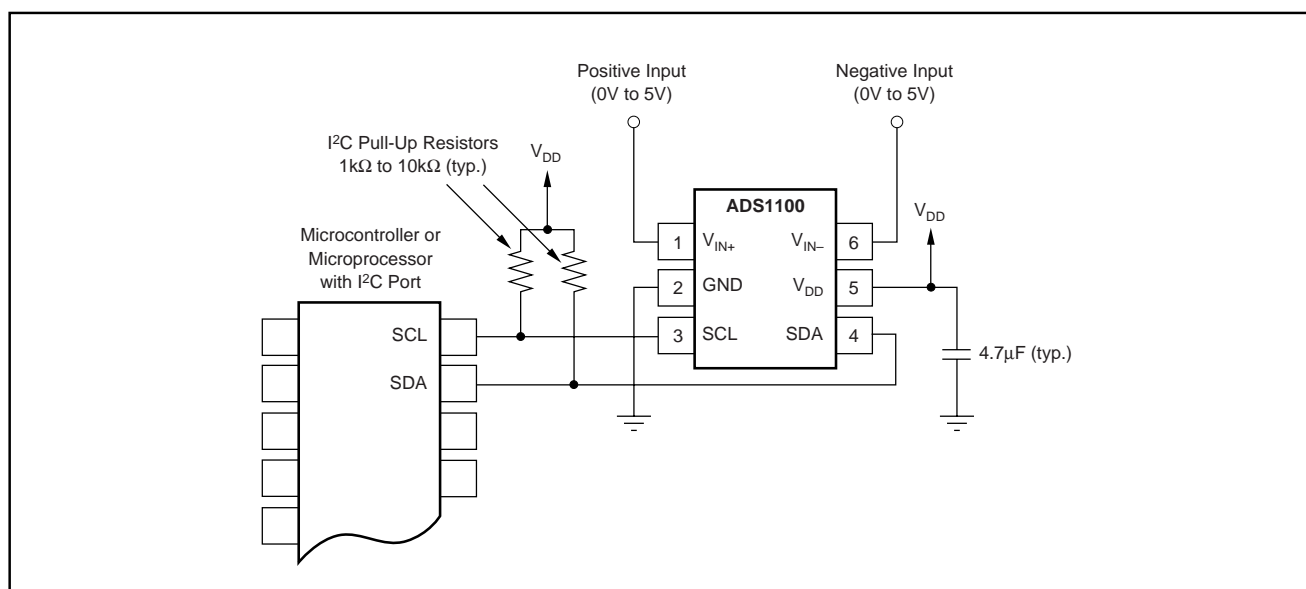 Positive Input
(0V to 5V)
Negative Input
(0V to 5V)
I²C Pull-Up Resistors
1kΩ to 10kΩ (typ.)
VDD
Microcontroller or
Microprocessor
with I²C Port
SCL
SDA
ADS1100
1 VIN+ VIN– 6
2 GND VDD 5
3 SCL SDA 4
VDD
4.7μF (typ.)